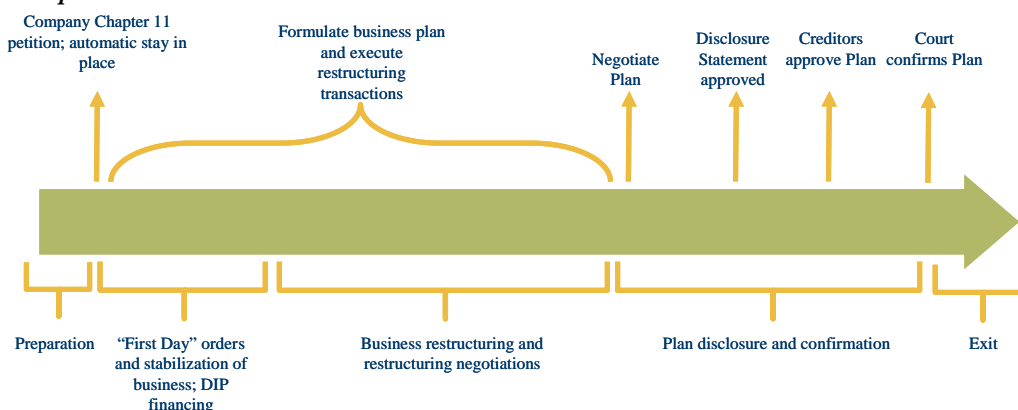 Company Chapter 11
petition; automatic stay in
place
Formulate business plan
and execute
restructuring
transactions
Negotiate
Plan
Disclosure
Statement
approved
Creditors
approve Plan
Court
confirms Plan
Preparation
“First Day” orders
and stabilization of
business; DIP
financing
Business restructuring and
restructuring negotiations
Plan disclosure and confirmation
Exit